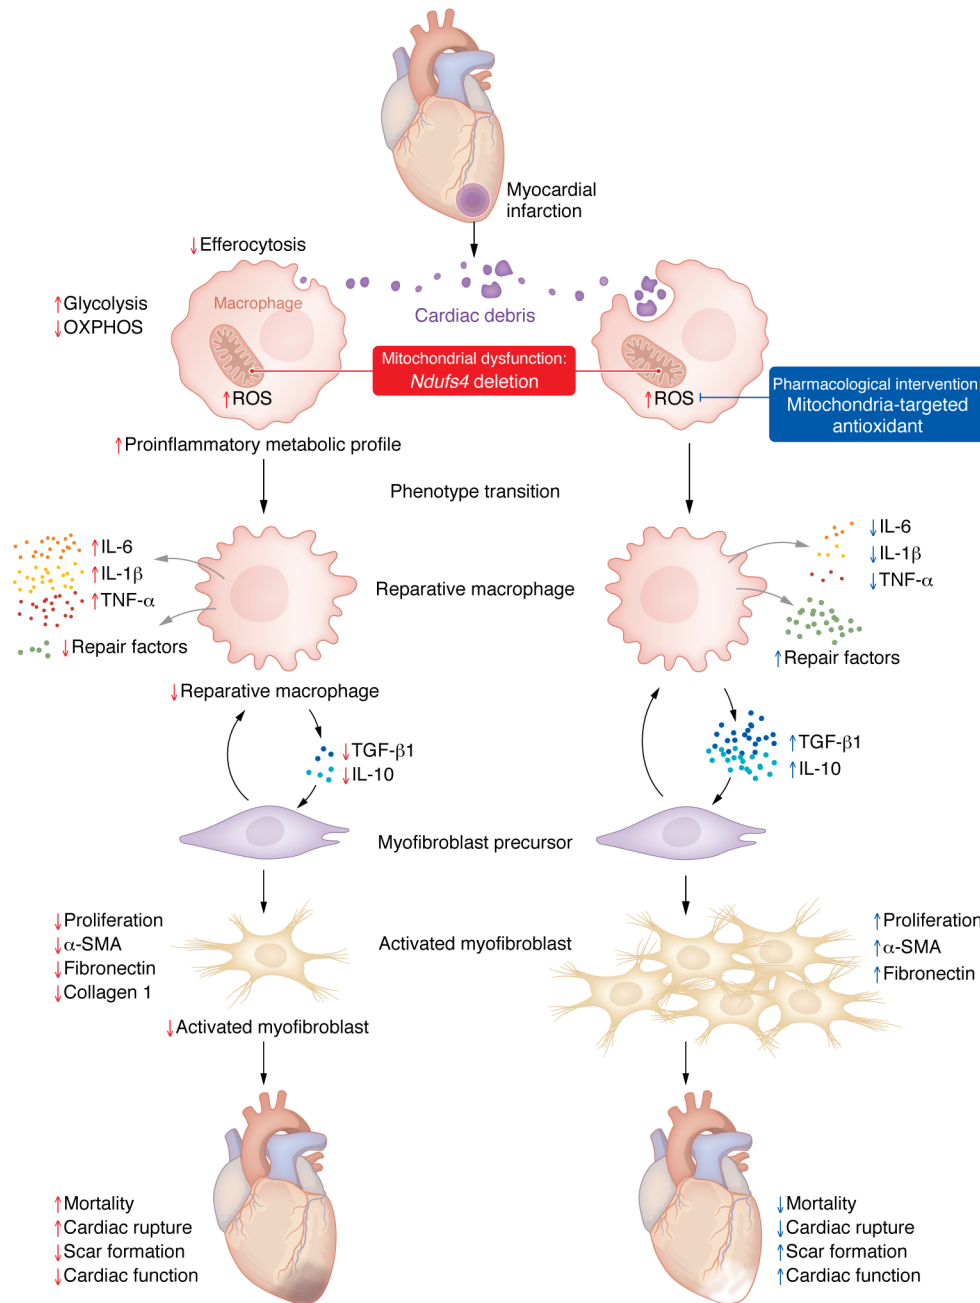 Myocardial
infarction
↓Efferocytosis
↑Glycolysis
↓OXPHOS
Macrophage
Cardiac debris
Mitochondrial dysfunction:
Ndufs4 deletion
↑ROS
↑ROS
Pharmacological intervention:
Mitochondria-targeted
antioxidant
↑Proinflammatory metabolic profile
Phenotype transition
↑IL-6
↑IL-1β
↑TNF-α
↓Repair factors
Reparative macrophage
↓IL-6
↓IL-1β
↓TNF-α
↑Repair factors
↓Reparative macrophage
↓TGF-β1
↓IL-10
↑TGF-β1
↑IL-10
Myofibroblast precursor
↓Proliferation
↓α-SMA
↓Fibronectin
↓Collagen 1
Activated myofibroblast
↑Proliferation
↑α-SMA
↑Fibronectin
↓Activated myofibroblast
↑Mortality
↑Cardiac rupture
↓Scar formation
↓Cardiac function
↓Mortality
↓Cardiac rupture
↑Scar formation
↑Cardiac function